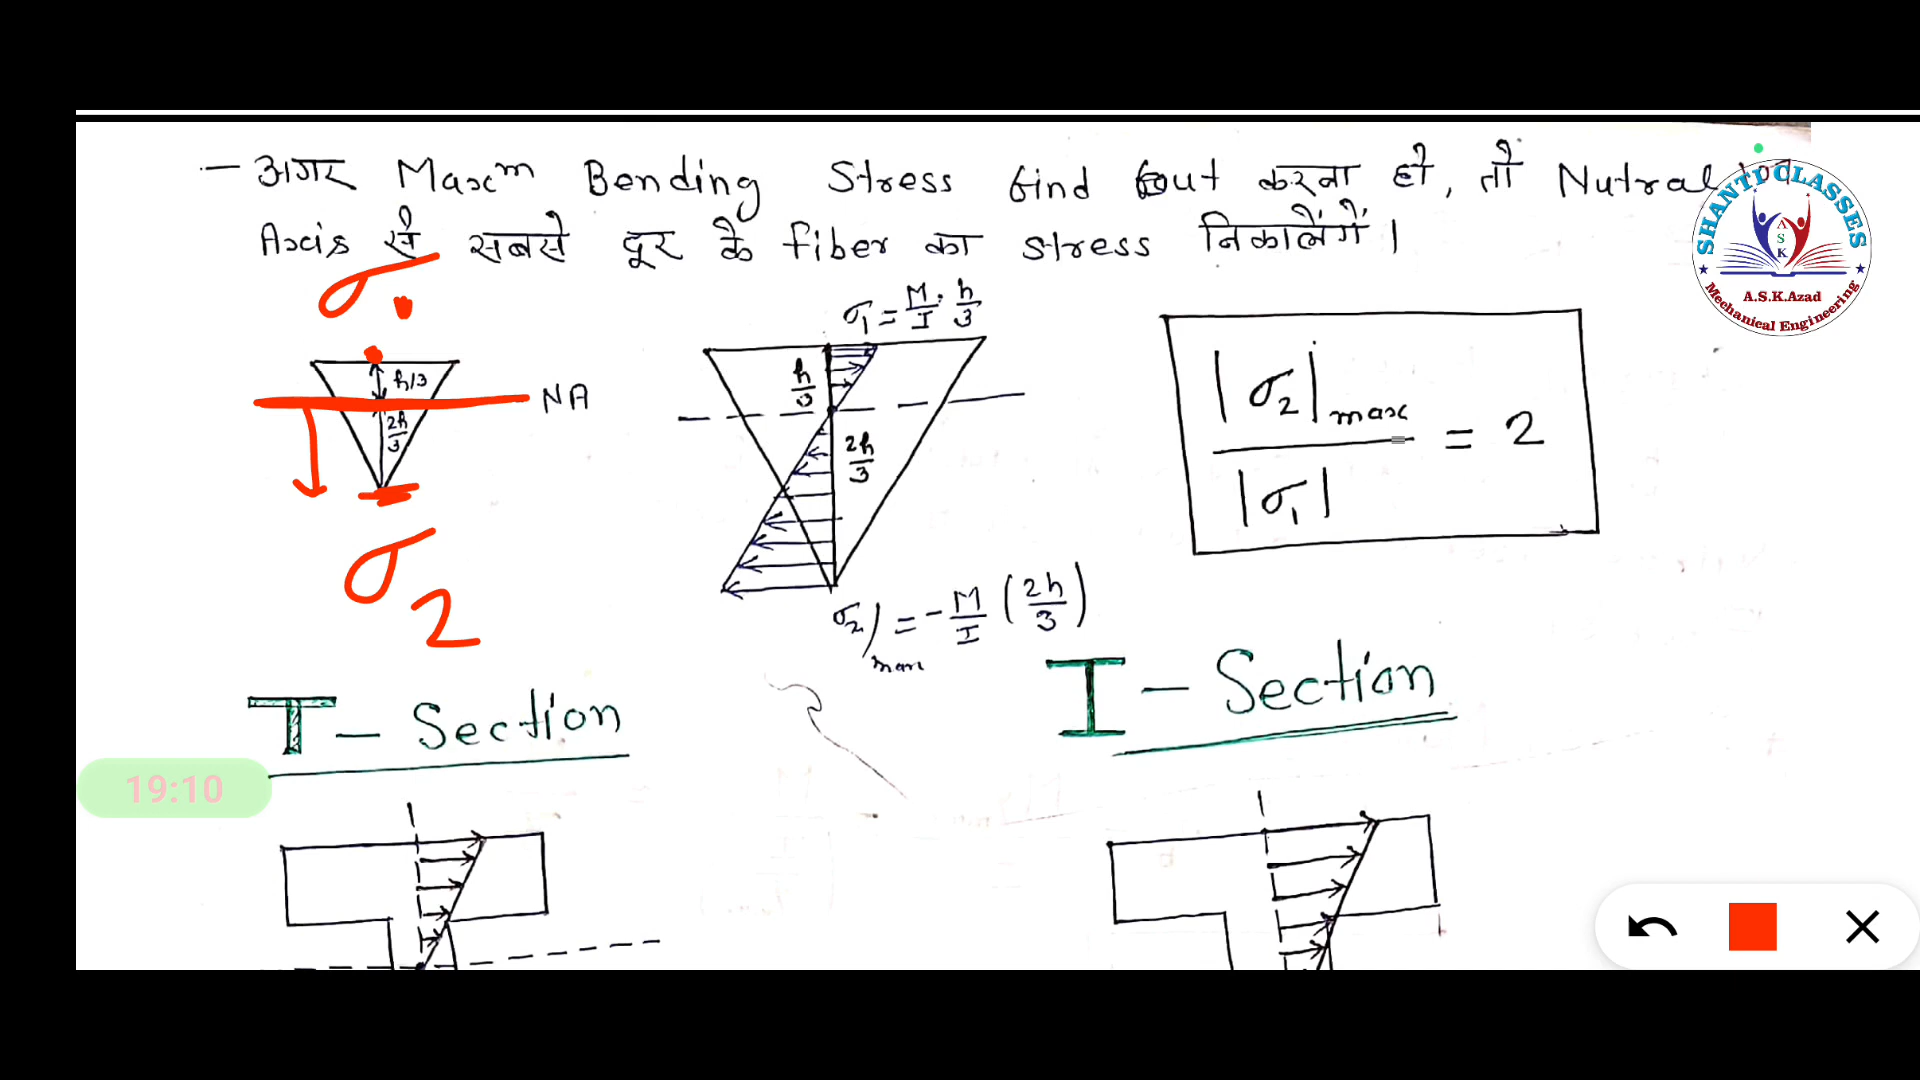 - अगर Maxᵐ Bending Stress find out करना हो, तो Nutral
Axis से सबसे दूर के fiber का stress निकालेंगें।
SHANTI CLASSES
A
S
K
A.S.K.Azad
Mechanical Engineering
σ
σ₁ = M/I · h/3
h/3
NA
2h/3
h/3
2h/3
|σ₂|max / |σ₁| = 2
σ₂
σ₂)max = - M/I (2h/3)
T - Section
I - Section
19:10